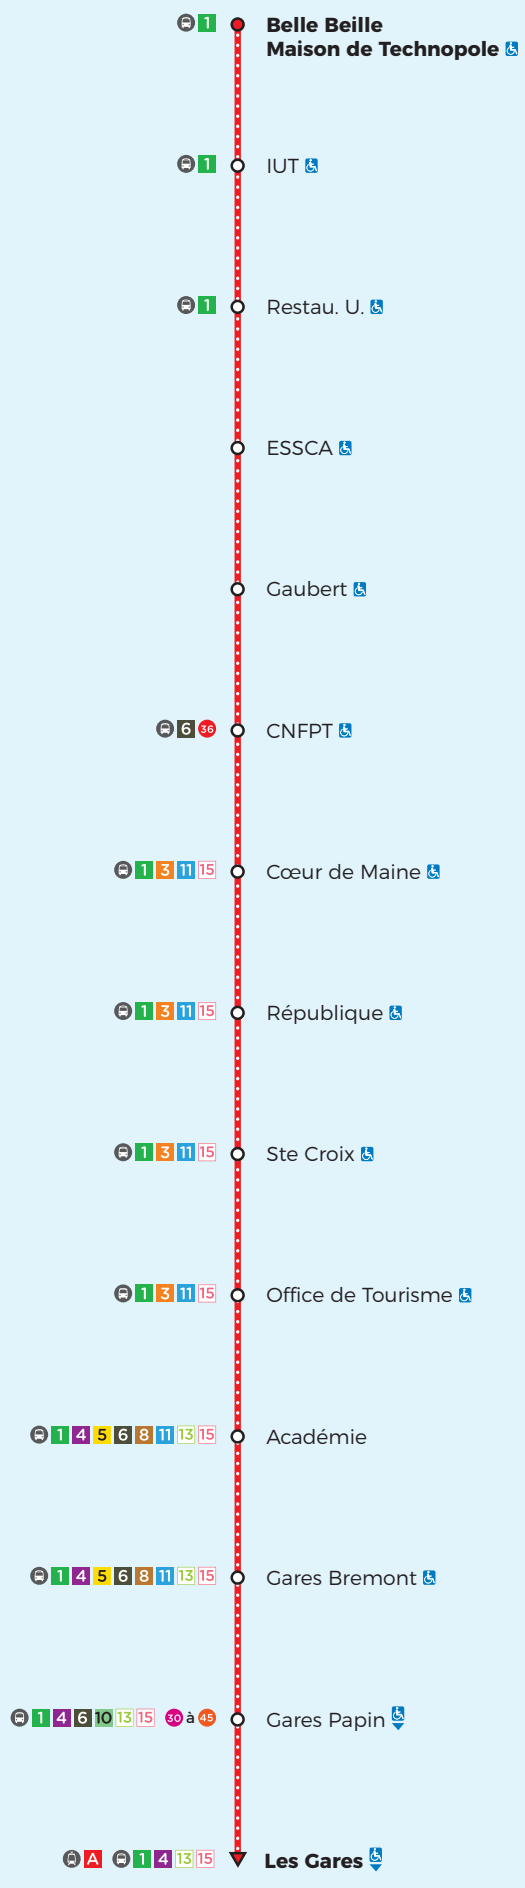 1 Belle Beille
Maison de Technopole
1 IUT
1 Restau. U.
ESSCA
Gaubert
6 36 CNFPT
1 3 11 15 Cœur de Maine
1 3 11 15 République
1 3 11 15 Ste Croix
1 3 11 15 Office de Tourisme
1 4 5 6 8 11 13 15 Académie
1 4 5 6 8 11 13 15 Gares Bremont
1 4 6 10 13 15 30 à 45 Gares Papin
A 1 4 13 15 Les Gares